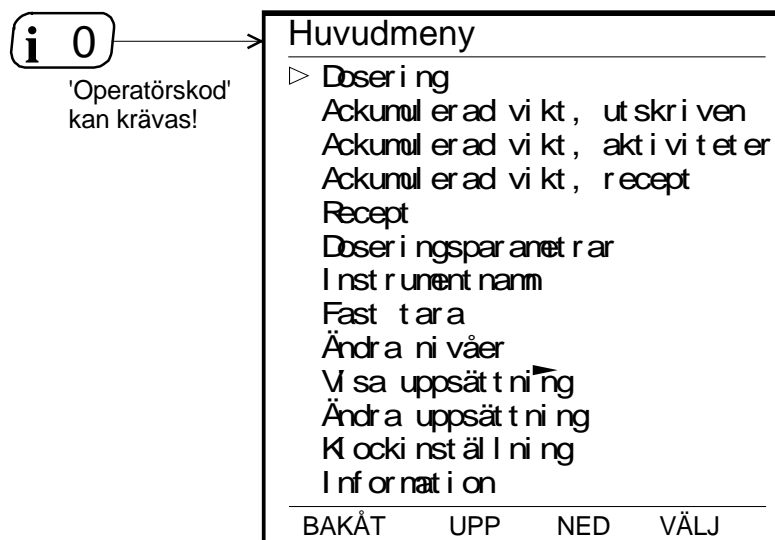 i 0
'Operatörskod'
kan krävas!
Huvudmeny
Dosering
Ackumulerad vikt, utskriven
Ackumulerad vikt, aktiviteter
Ackumulerad vikt, recept
Recept
Doseringsparametrar
Instrumentnamn
Fast tara
Ändra nivåer
Visa uppsättning
Ändra uppsättning
Klockinställning
Information
BAKÅT UPP NED VÄLJ